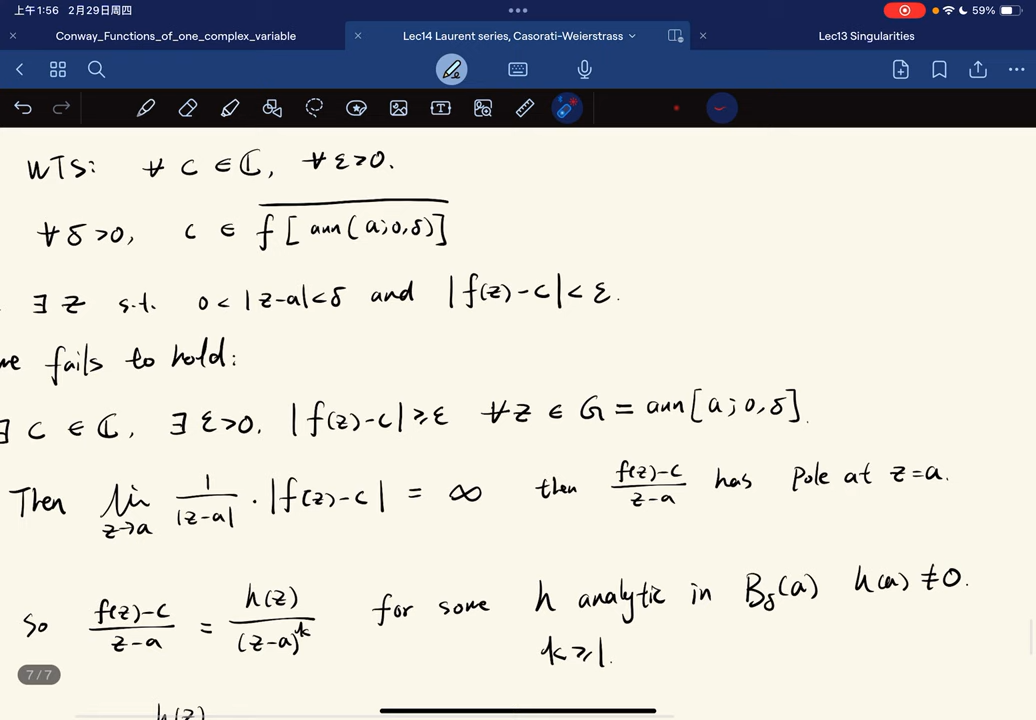 上午1:56 2月29日周四
59%
Conway_Functions_of_one_complex_variable
Lec14 Laurent series, Casorati-Weierstrass
Lec13 Singularities
WTS: ∀ c ∈ ℂ, ∀ ε>0.
∀ δ>0, c ∈ \overline{f[ann(a;0,δ)]}
∃ z s.t. 0<|z-a|<δ and |f(z)-c|<ε.
fails to hold:
∃ c ∈ ℂ, ∃ ε>0. |f(z)-c|≥ε ∀z ∈ G = ann[a;0,δ].
Then lim_{z→a} 1/|z-a| · |f(z)-c| = ∞ then (f(z)-c)/(z-a) has Pole at z=a.
So (f(z)-c)/(z-a) = h(z)/(z-a)^k for some h analytic in B_δ(a) h(a)≠0.
k≥1.
7/7
h(z)